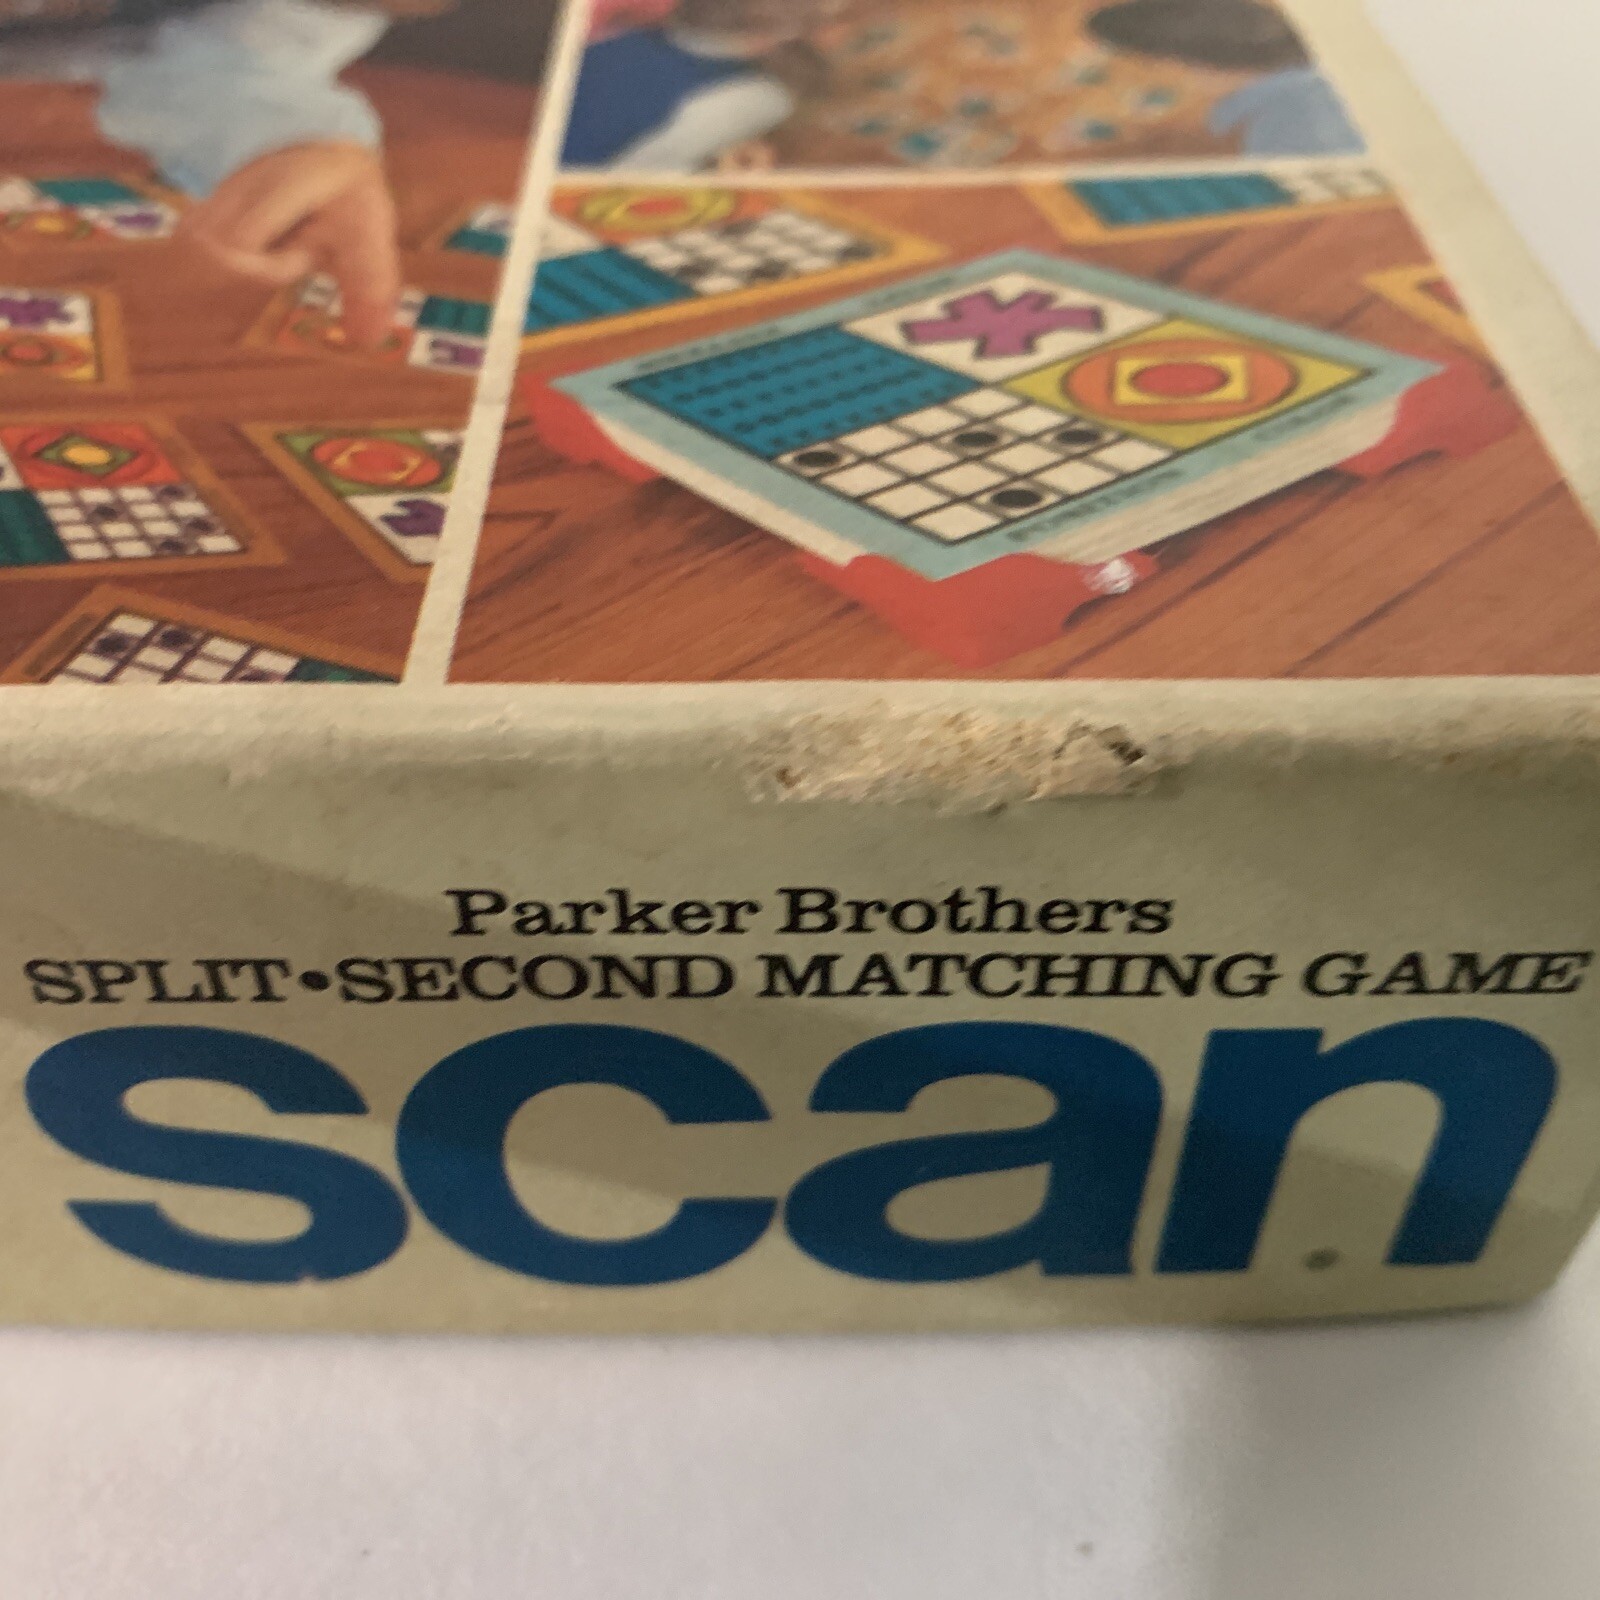 Parker Brothers
SPLIT•SECOND MATCHING GAME
scan